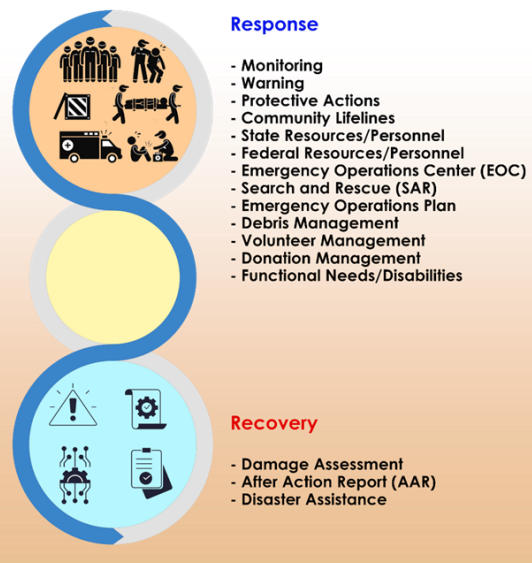 Response
- Monitoring
- Warning
- Protective Actions
- Community Lifelines
- State Resources/Personnel
- Federal Resources/Personnel
- Emergency Operations Center (EOC)
- Search and Rescue (SAR)
- Emergency Operations Plan
- Debris Management
- Volunteer Management
- Donation Management
- Functional Needs/Disabilities
Recovery
- Damage Assessment
- After Action Report (AAR)
- Disaster Assistance